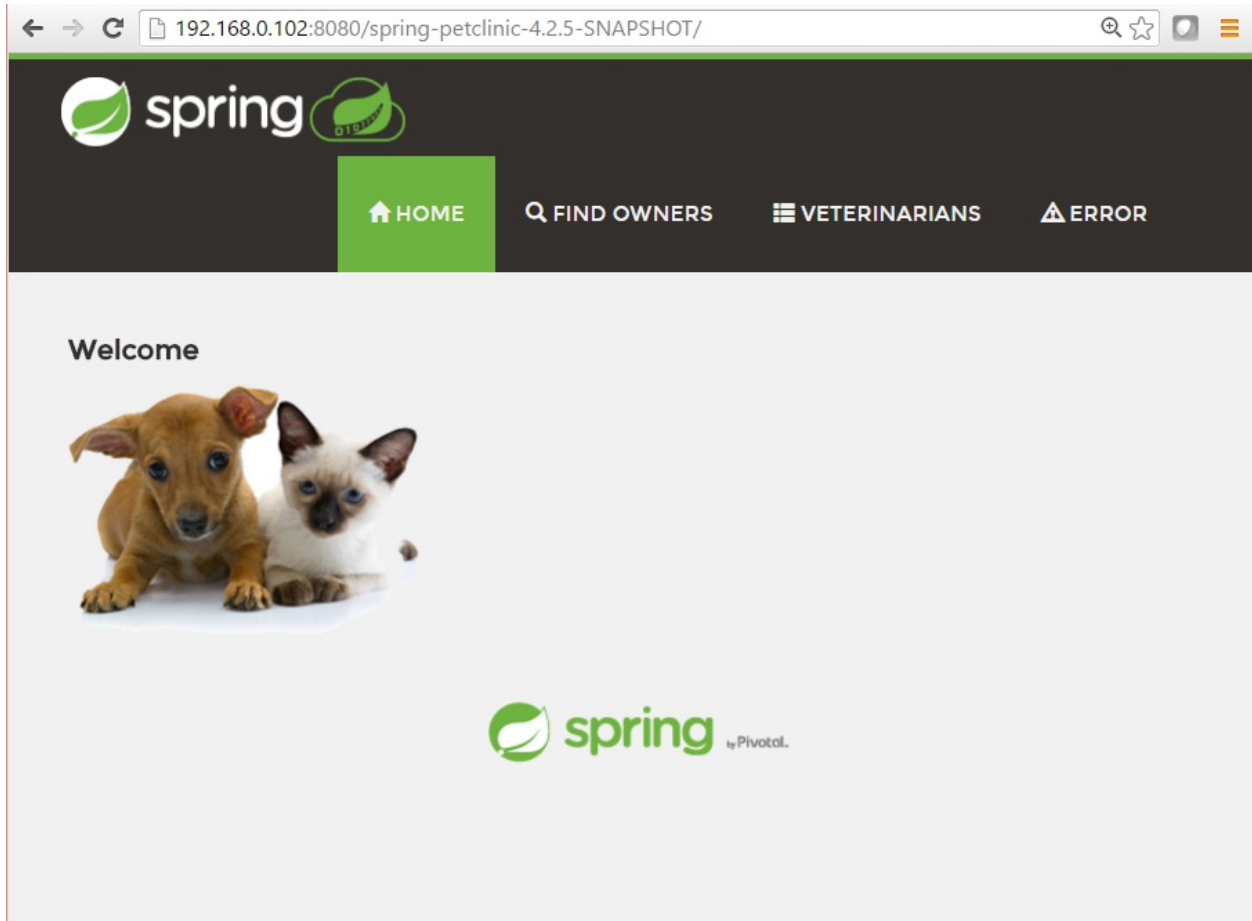 192.168.0.102:8080/spring-petclinic-4.2.5-SNAPSHOT/
spring
HOME FIND OWNERS VETERINARIANS ERROR
Welcome
spring by Pivotal.